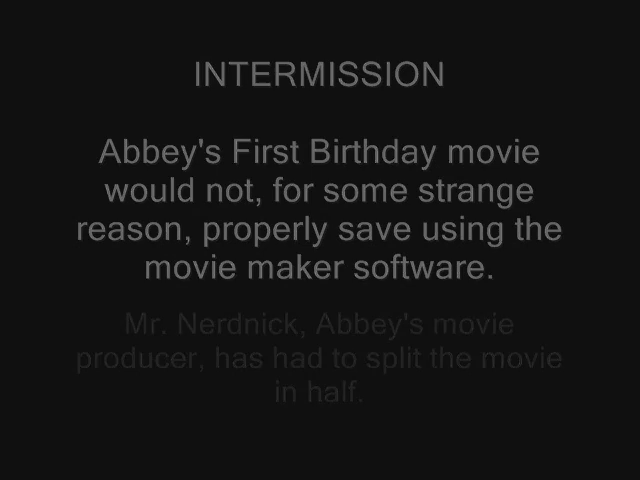 INTERMISSION
Abbey's First Birthday movie
would not, for some strange
reason, properly save using the
movie maker software.
Mr. Nerdnick, Abbey's movie
producer, has had to split the movie
in half.